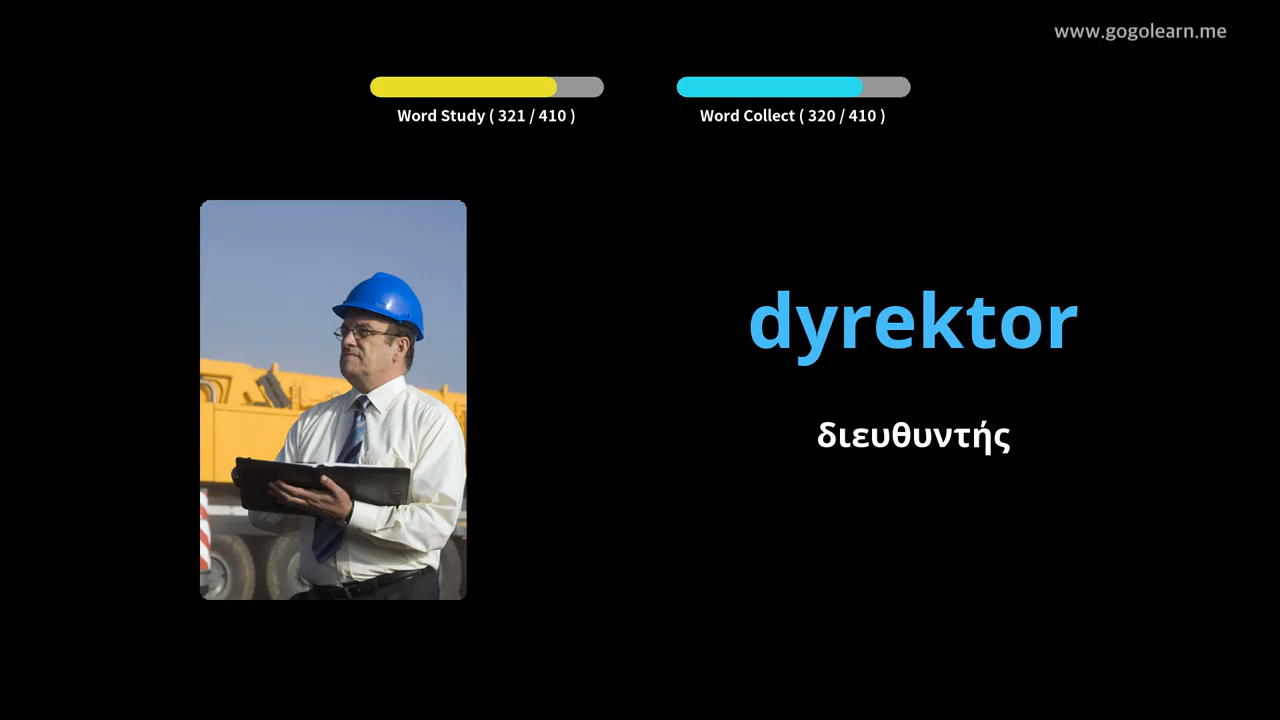 www.gogolearn.me
Word Study ( 321 / 410 )
Word Collect ( 320 / 410 )
dyrektor
διευθυντής